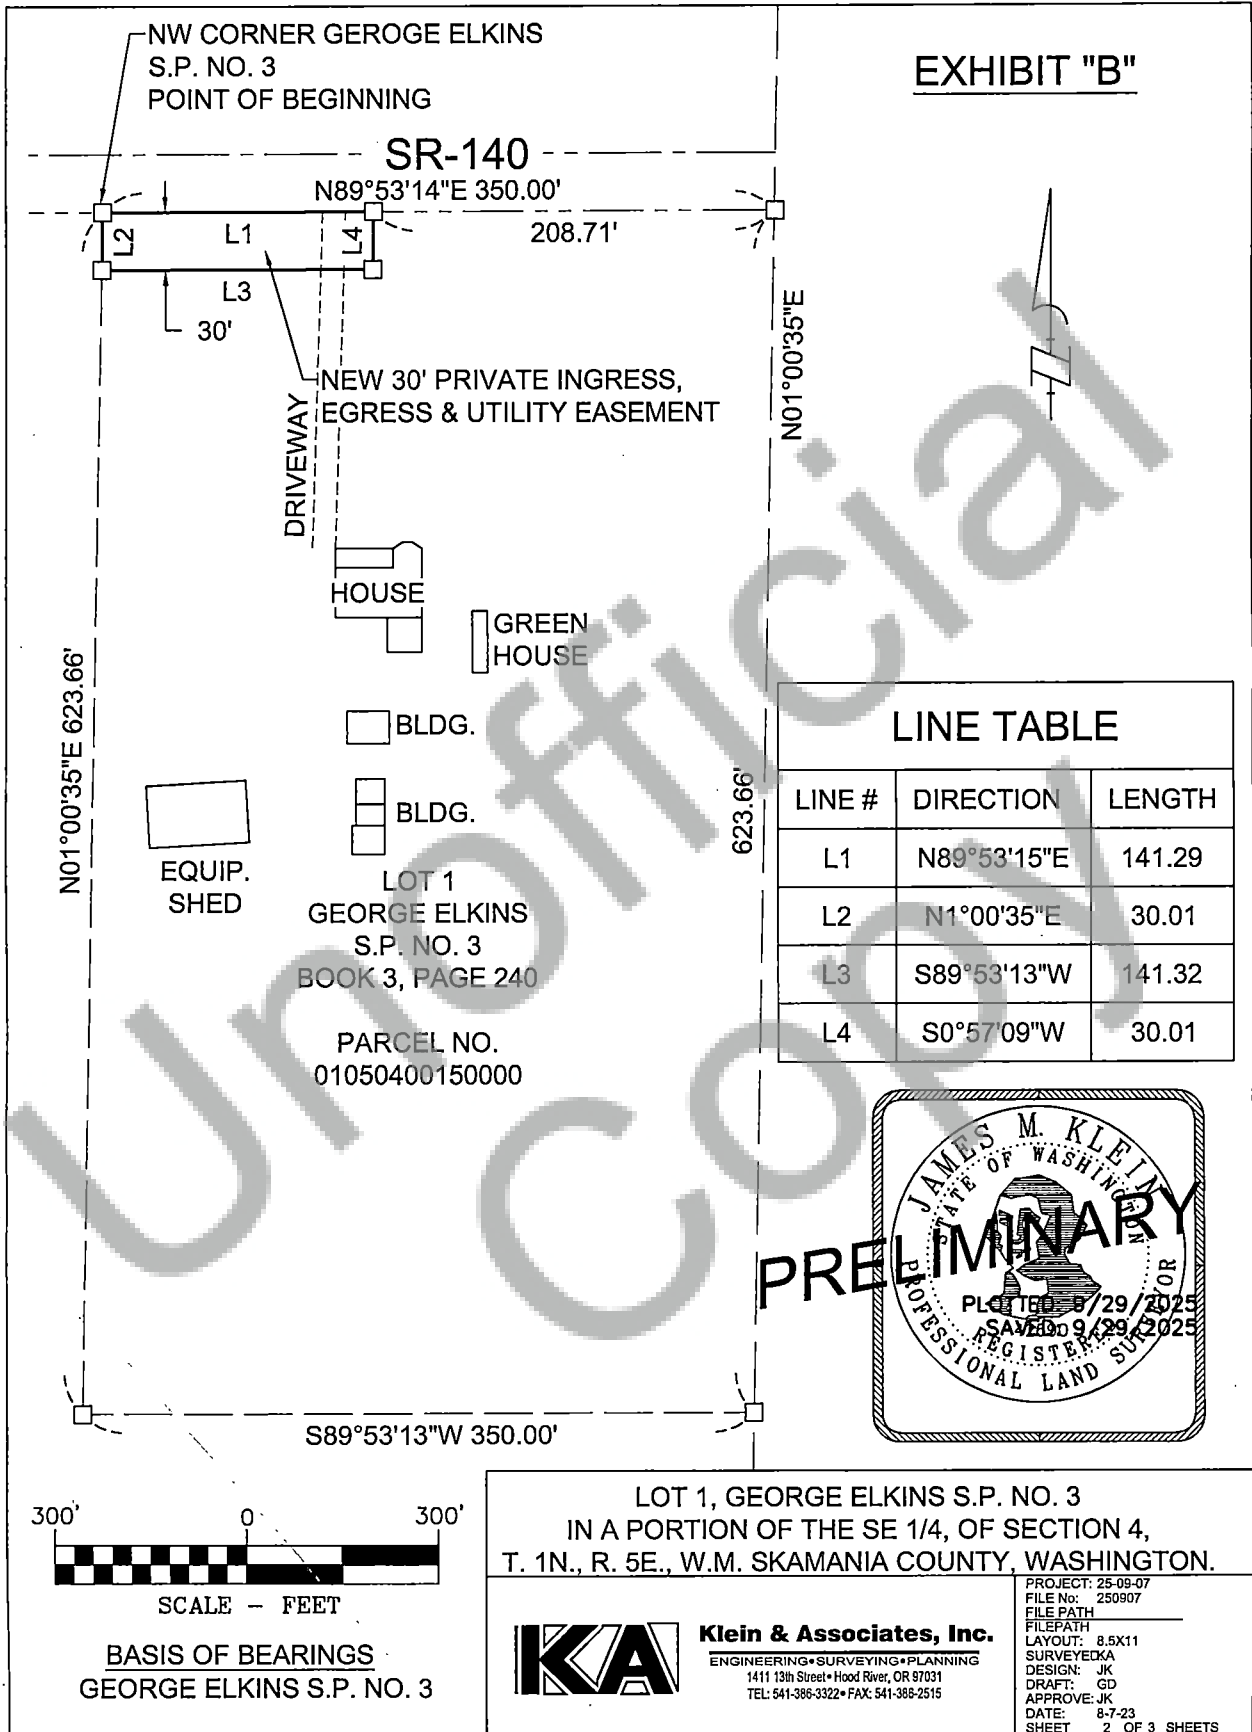 NW CORNER GEROGE ELKINS
S.P. NO. 3
POINT OF BEGINNING
EXHIBIT "B"
SR-140
N89°53'14"E 350.00'
L2
L1
L4
208.71'
L3
30'
NEW 30' PRIVATE INGRESS,
EGRESS & UTILITY EASEMENT
DRIVEWAY
N01°00'35"E
HOUSE
GREEN
HOUSE
BLDG.
BLDG.
EQUIP.
SHED
N01°00'35"E 623.66'
623.66'
LOT 1
GEORGE ELKINS
S.P. NO. 3
BOOK 3, PAGE 240
PARCEL NO.
01050400150000
LINE TABLE
LINE # DIRECTION LENGTH
L1 N89°53'15"E 141.29
L2 N1°00'35"E 30.01
L3 S89°53'13"W 141.32
L4 S0°57'09"W 30.01
Unofficial
Copy
JAMES M. KLEIN
STATE OF WASHINGTON
PRELIMINARY
PLOTTED: 9/29/2025
SAVED: 9/29/2025
REGISTERED
PROFESSIONAL LAND SURVEYOR
S89°53'13"W 350.00'
300' 0 300'
SCALE - FEET
BASIS OF BEARINGS
GEORGE ELKINS S.P. NO. 3
LOT 1, GEORGE ELKINS S.P. NO. 3
IN A PORTION OF THE SE 1/4, OF SECTION 4,
T. 1N., R. 5E., W.M. SKAMANIA COUNTY, WASHINGTON.
KA
Klein & Associates, Inc.
ENGINEERING•SURVEYING•PLANNING
1411 13th Street• Hood River, OR 97031
TEL: 541-386-3322• FAX: 541-386-2515
PROJECT: 25-09-07
FILE No: 250907
FILE PATH
FILEPATH
LAYOUT: 8.5X11
SURVEYED:KA
DESIGN: JK
DRAFT: GD
APPROVE: JK
DATE: 8-7-23
SHEET 2 OF 3 SHEETS